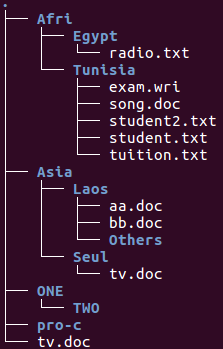 .
Afri
Egypt
radio.txt
Tunisia
exam.wri
song.doc
student2.txt
student.txt
tuition.txt
Asia
Laos
aa.doc
bb.doc
Others
Seul
tv.doc
ONE
TWO
pro-c
tv.doc